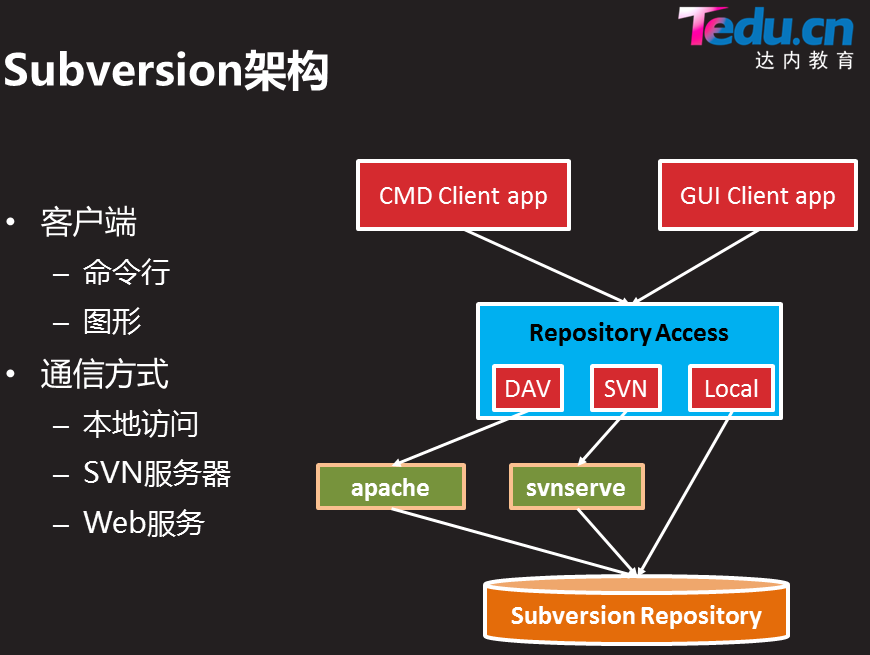 Tedu.cn
达内教育
Subversion架构
• 客户端
– 命令行
– 图形
• 通信方式
– 本地访问
– SVN服务器
– Web服务
CMD Client app
GUI Client app
Repository Access
DAV
SVN
Local
apache
svnserve
Subversion Repository